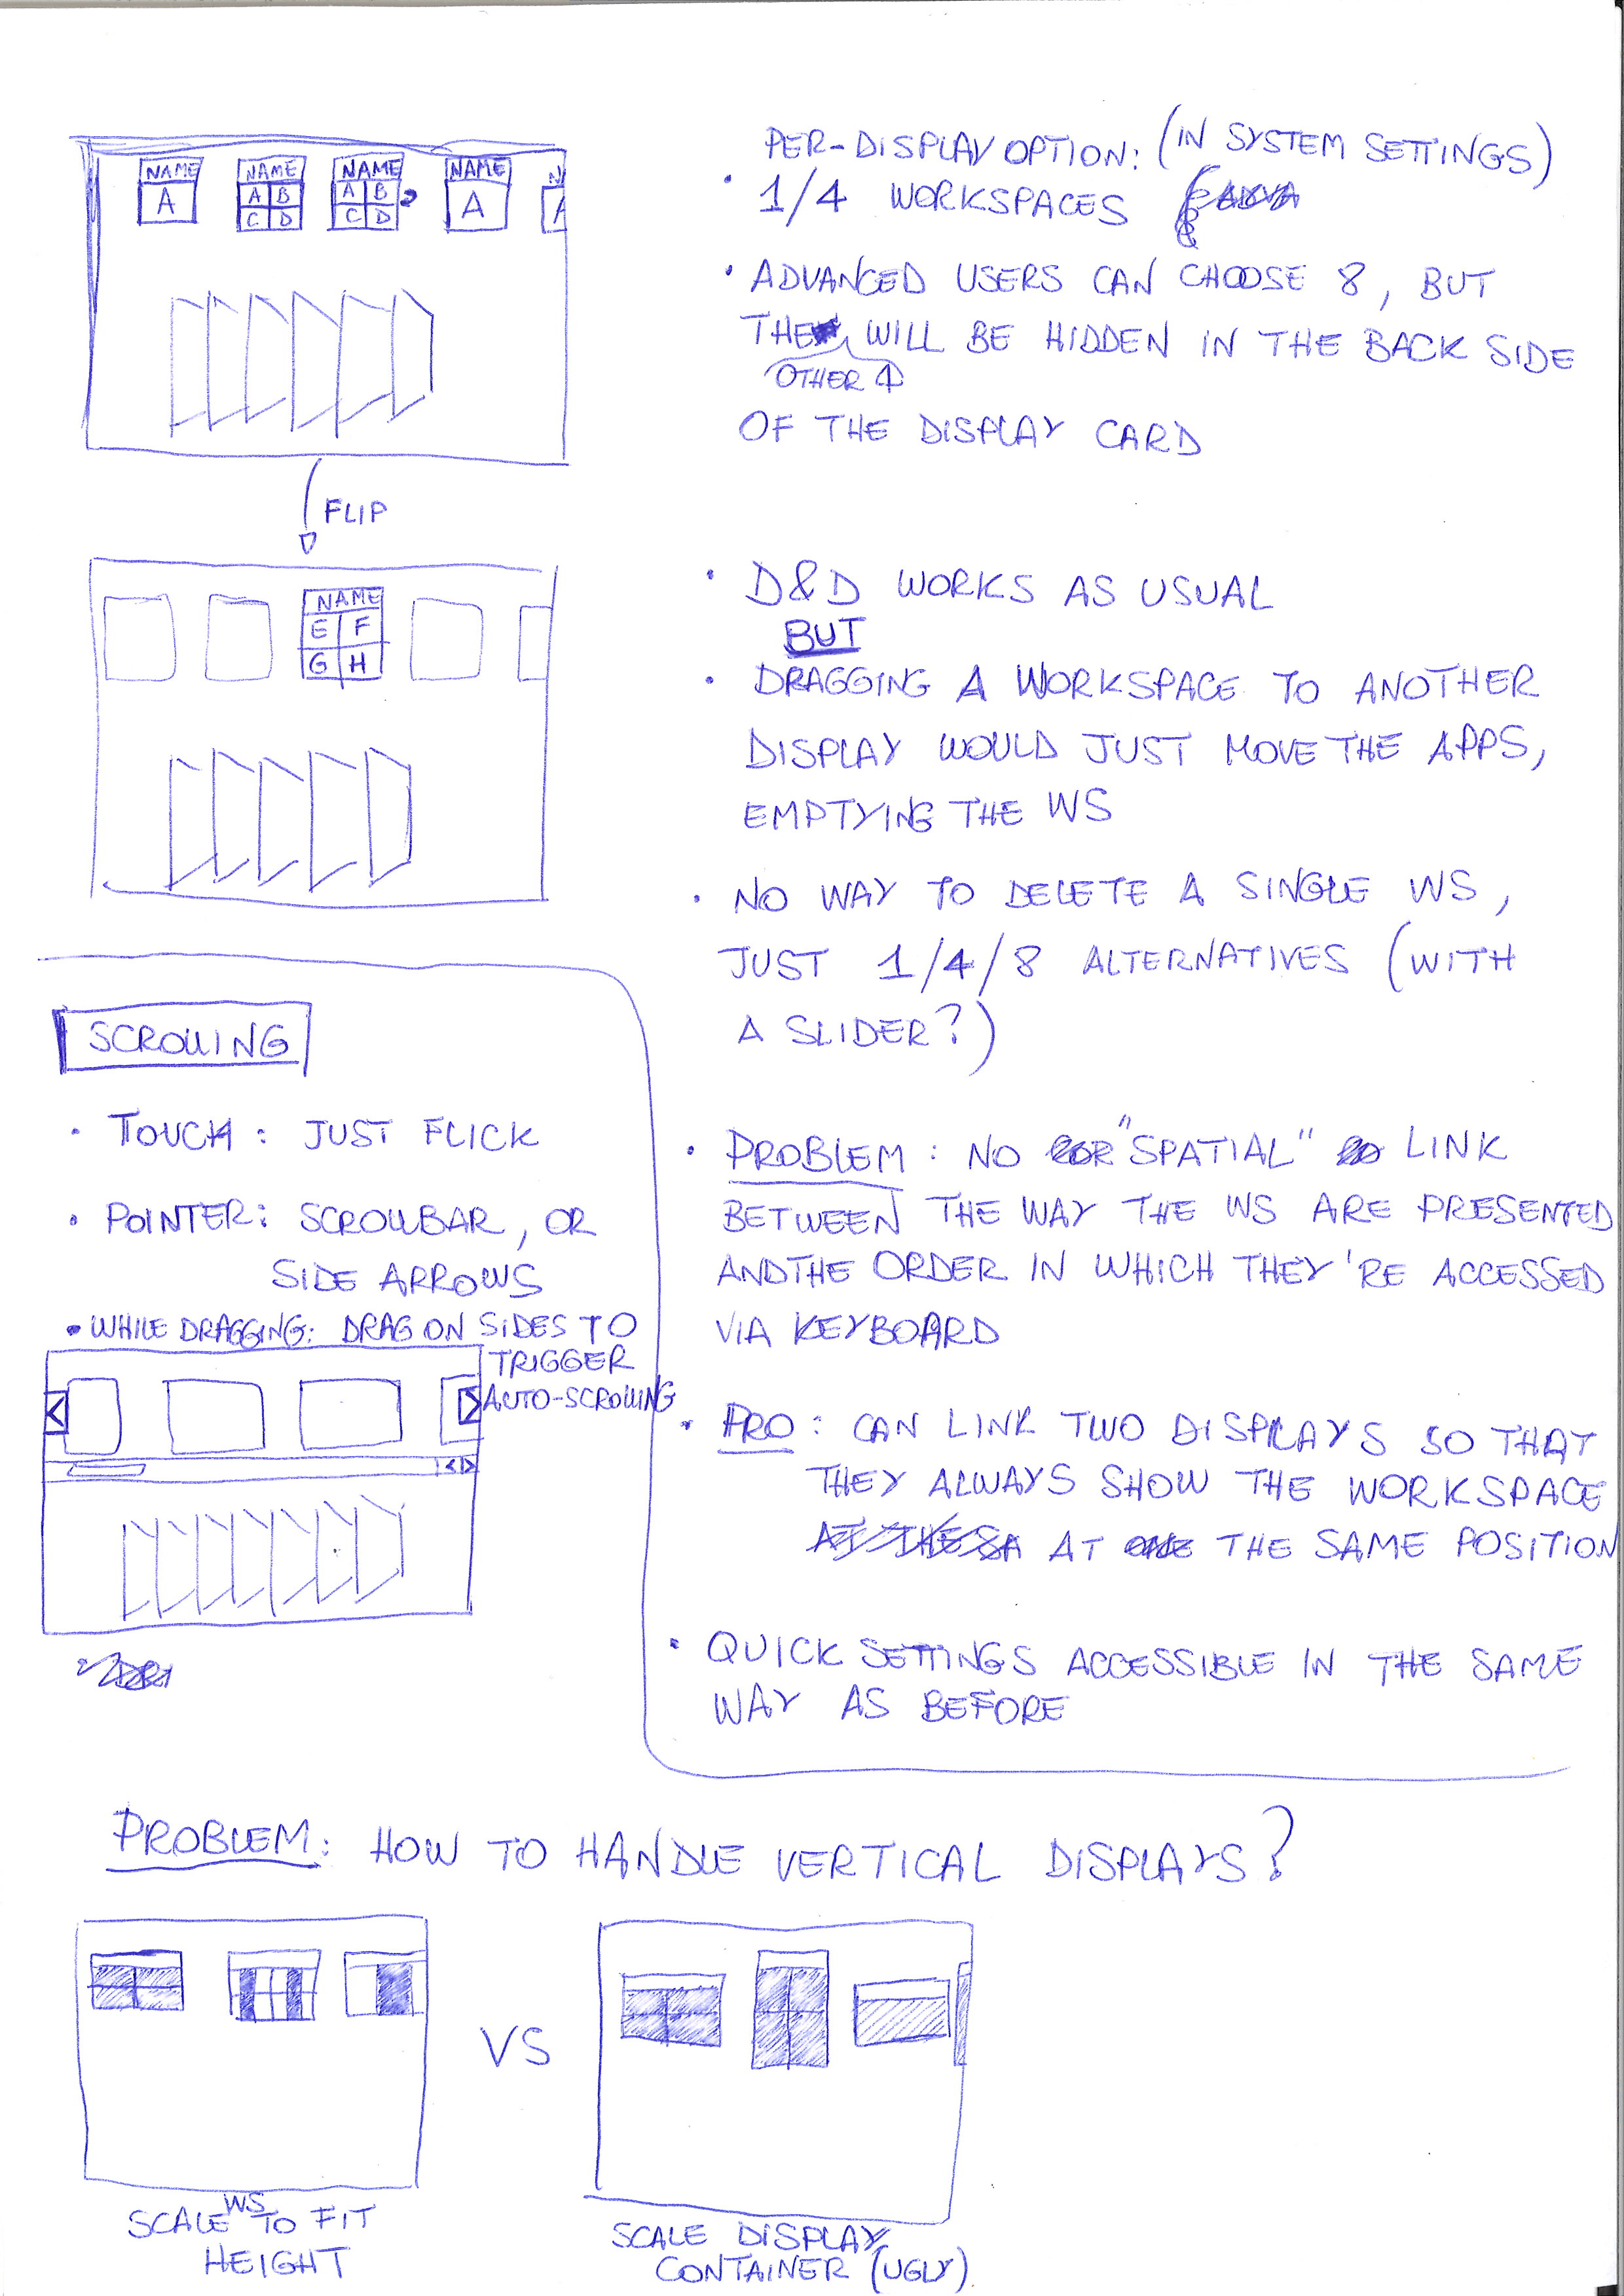 NAME NAME NAME NAME N
A A B A B A A
C D C D
FLIP
NAME
E F
G H
PER-DISPLAY OPTION: (IN SYSTEM SETTINGS)
• 1/4 WORKSPACES
• ADVANCED USERS CAN CHOOSE 8, BUT
THE WILL BE HIDDEN IN THE BACK SIDE
OTHER 4
OF THE DISPLAY CARD
• D&D WORKS AS USUAL
BUT
• DRAGGING A WORKSPACE TO ANOTHER
DISPLAY WOULD JUST MOVE THE APPS,
EMPTYING THE WS
• NO WAY TO DELETE A SINGLE WS,
JUST 1/4/8 ALTERNATIVES (WITH
A SLIDER?)
• PROBLEM: NO "SPATIAL" LINK
BETWEEN THE WAY THE WS ARE PRESENTED
AND THE ORDER IN WHICH THEY'RE ACCESSED
VIA KEYBOARD
• PRO: CAN LINK TWO DISPLAYS SO THAT
THEY ALWAYS SHOW THE WORKSPACE
AT THE SA AT THE SAME POSITION
• QUICK SETTINGS ACCESSIBLE IN THE SAME
WAY AS BEFORE
SCROLLING
• TOUCH: JUST FLICK
• POINTER: SCROLLBAR, OR
SIDE ARROWS
• WHILE DRAGGING: DRAG ON SIDES TO
TRIGGER
AUTO-SCROLLING
PROBLEM: HOW TO HANDLE VERTICAL DISPLAYS?
VS
SCALE WS TO FIT
HEIGHT
SCALE DISPLAY
CONTAINER (UGLY)